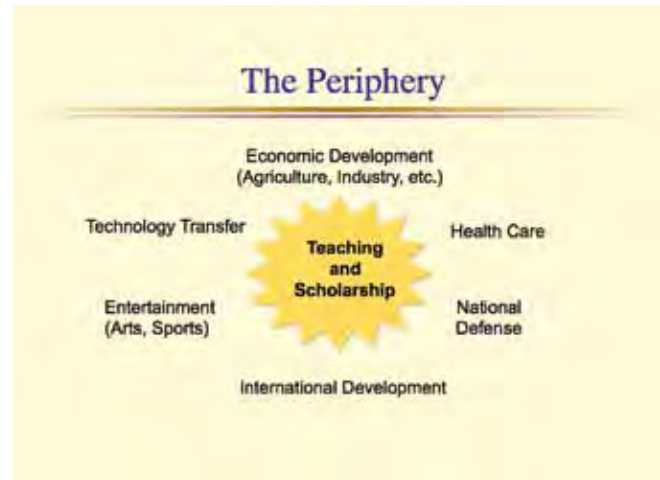 The Periphery
Economic Development
(Agriculture, Industry, etc.)
Technology Transfer
Health Care
Teaching
and
Scholarship
Entertainment
(Arts, Sports)
National
Defense
International Development